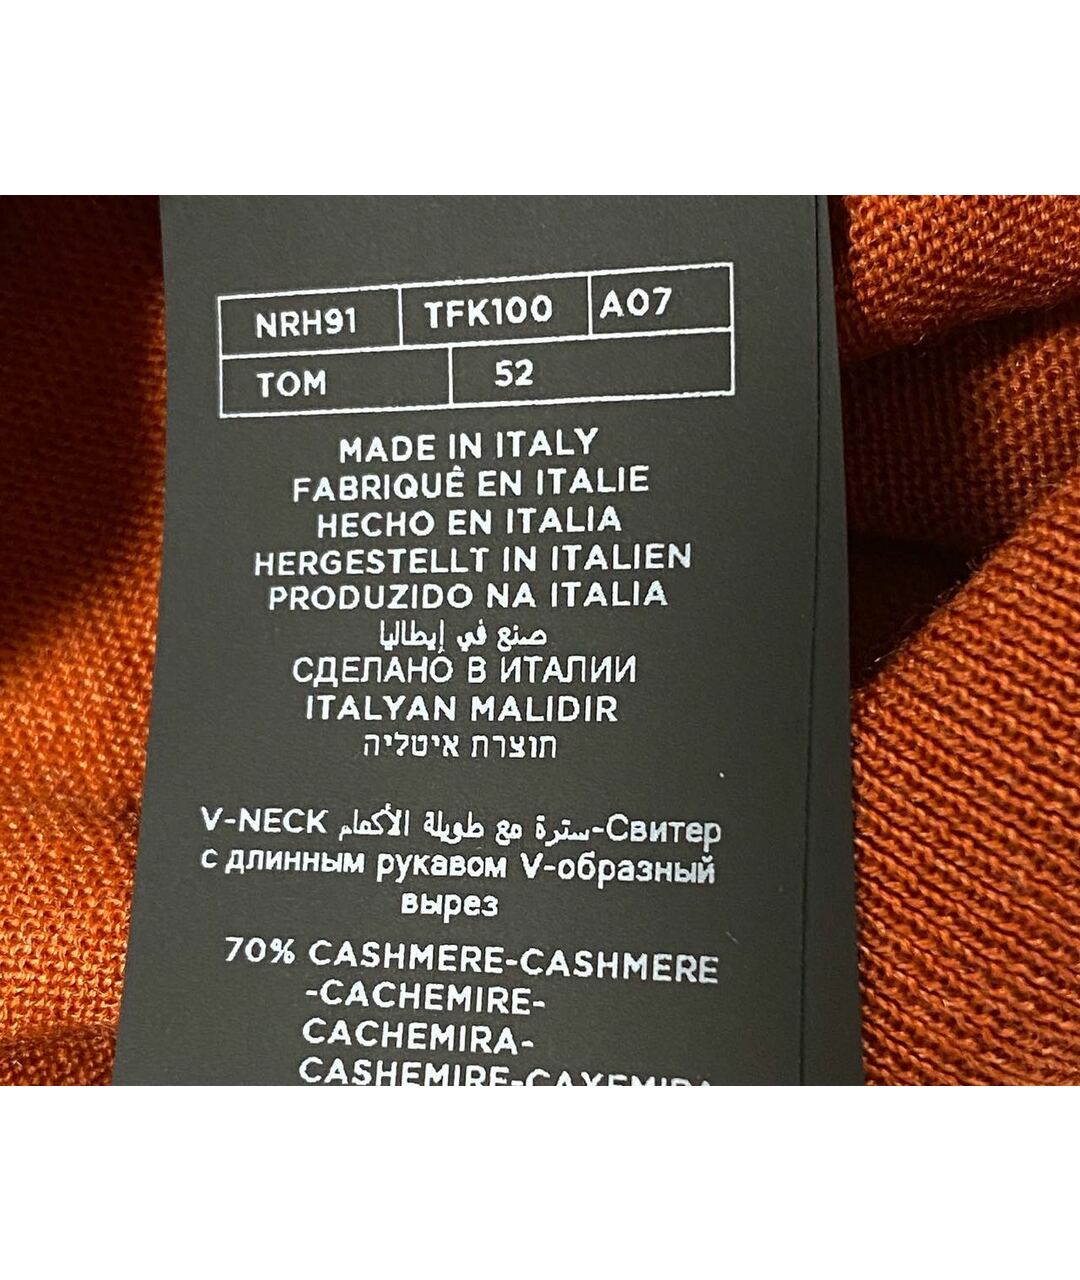 NRH91 TFK100 A07
TOM 52
MADE IN ITALY
FABRIQUÊ EN ITALIE
HECHO EN ITALIA
HERGESTELLT IN ITALIEN
PRODUZIDO NA ITALIA
صنع في إيطاليا
СДЕЛАНО В ИТАЛИИ
ITALYAN MALIDIR
תוצרת איטליה
V-NECK سترة مع طويلة الأكمام-Свитер
с длинным рукавом V-образный
вырез
70% CASHMERE-CASHMERE
-CACHEMIRE-
CACHEMIRA-
CASHEMIRE-CAXEMIRA